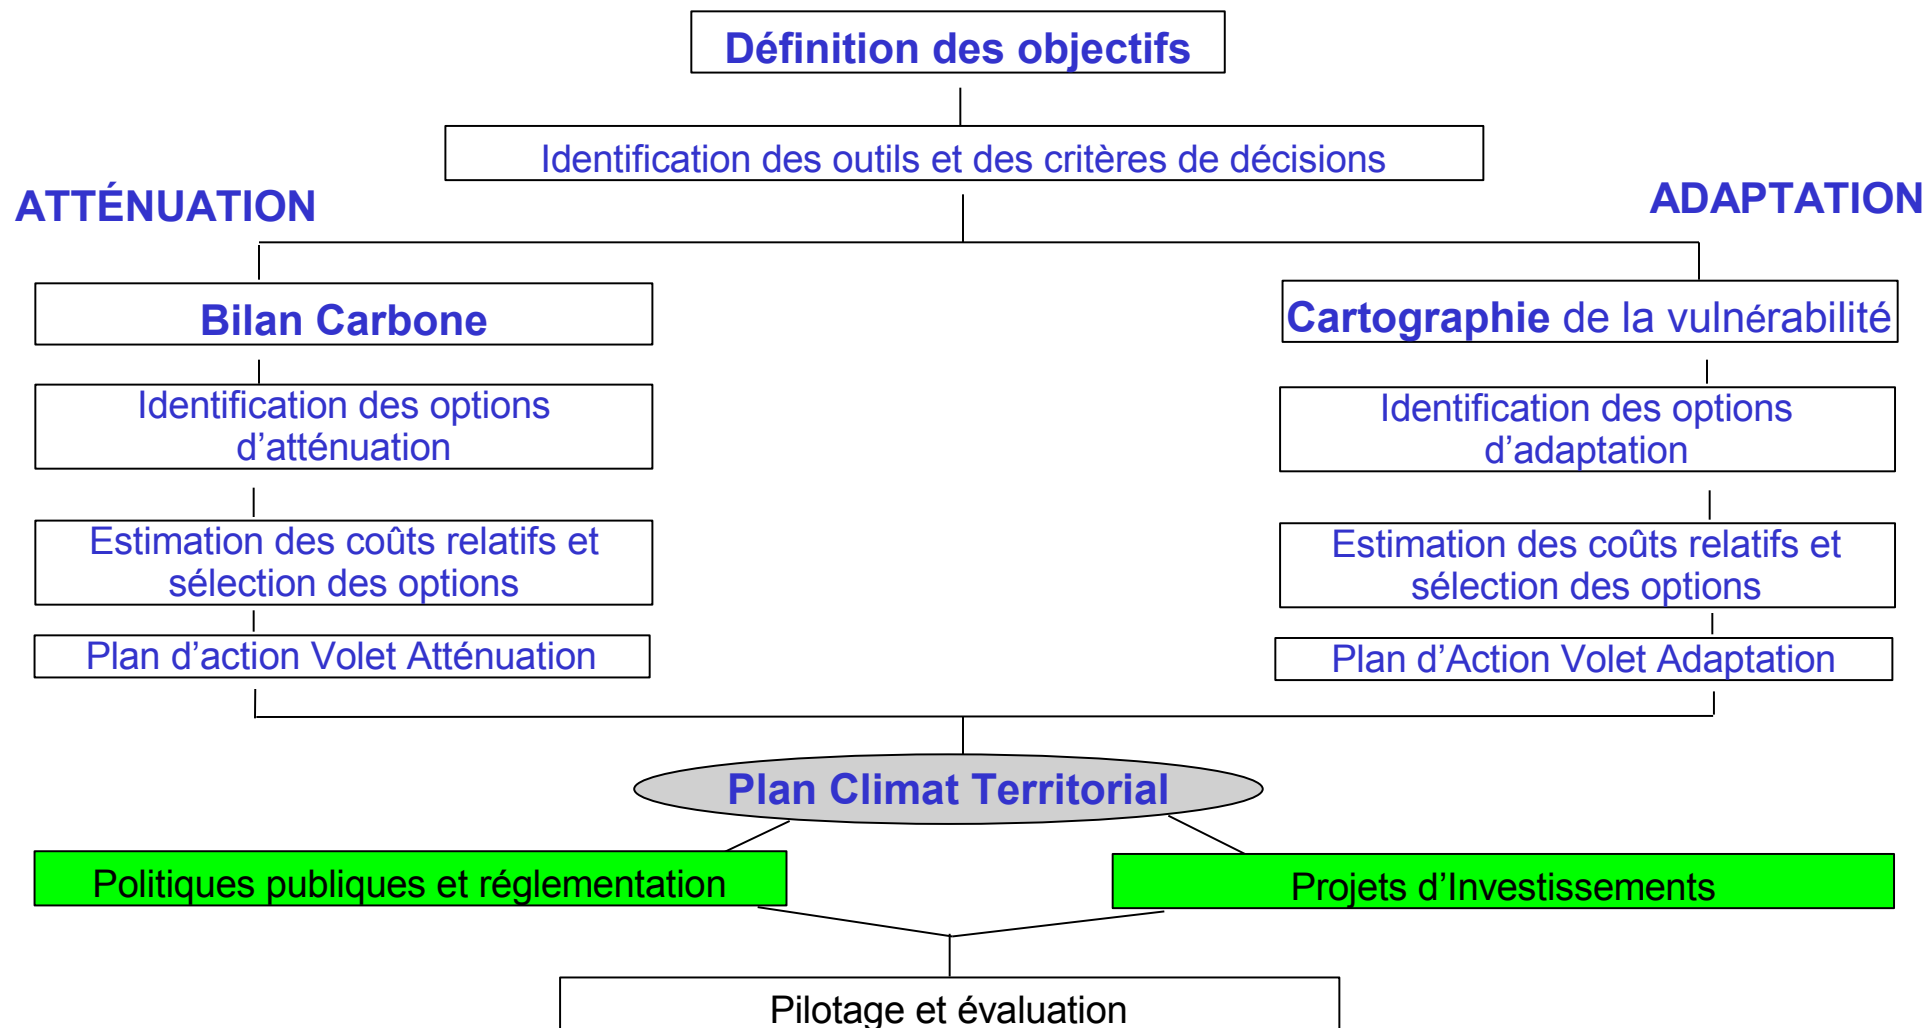 Définition des objectifs
Identification des outils et des critères de décisions
ATTÉNUATION
ADAPTATION
Bilan Carbone
Cartographie de la vulnérabilité
Identification des options
d’atténuation
Identification des options
d’adaptation
Estimation des coûts relatifs et
sélection des options
Estimation des coûts relatifs et
sélection des options
Plan d’action Volet Atténuation
Plan d’Action Volet Adaptation
Plan Climat Territorial
Politiques publiques et réglementation
Projets d’Investissements
Pilotage et évaluation